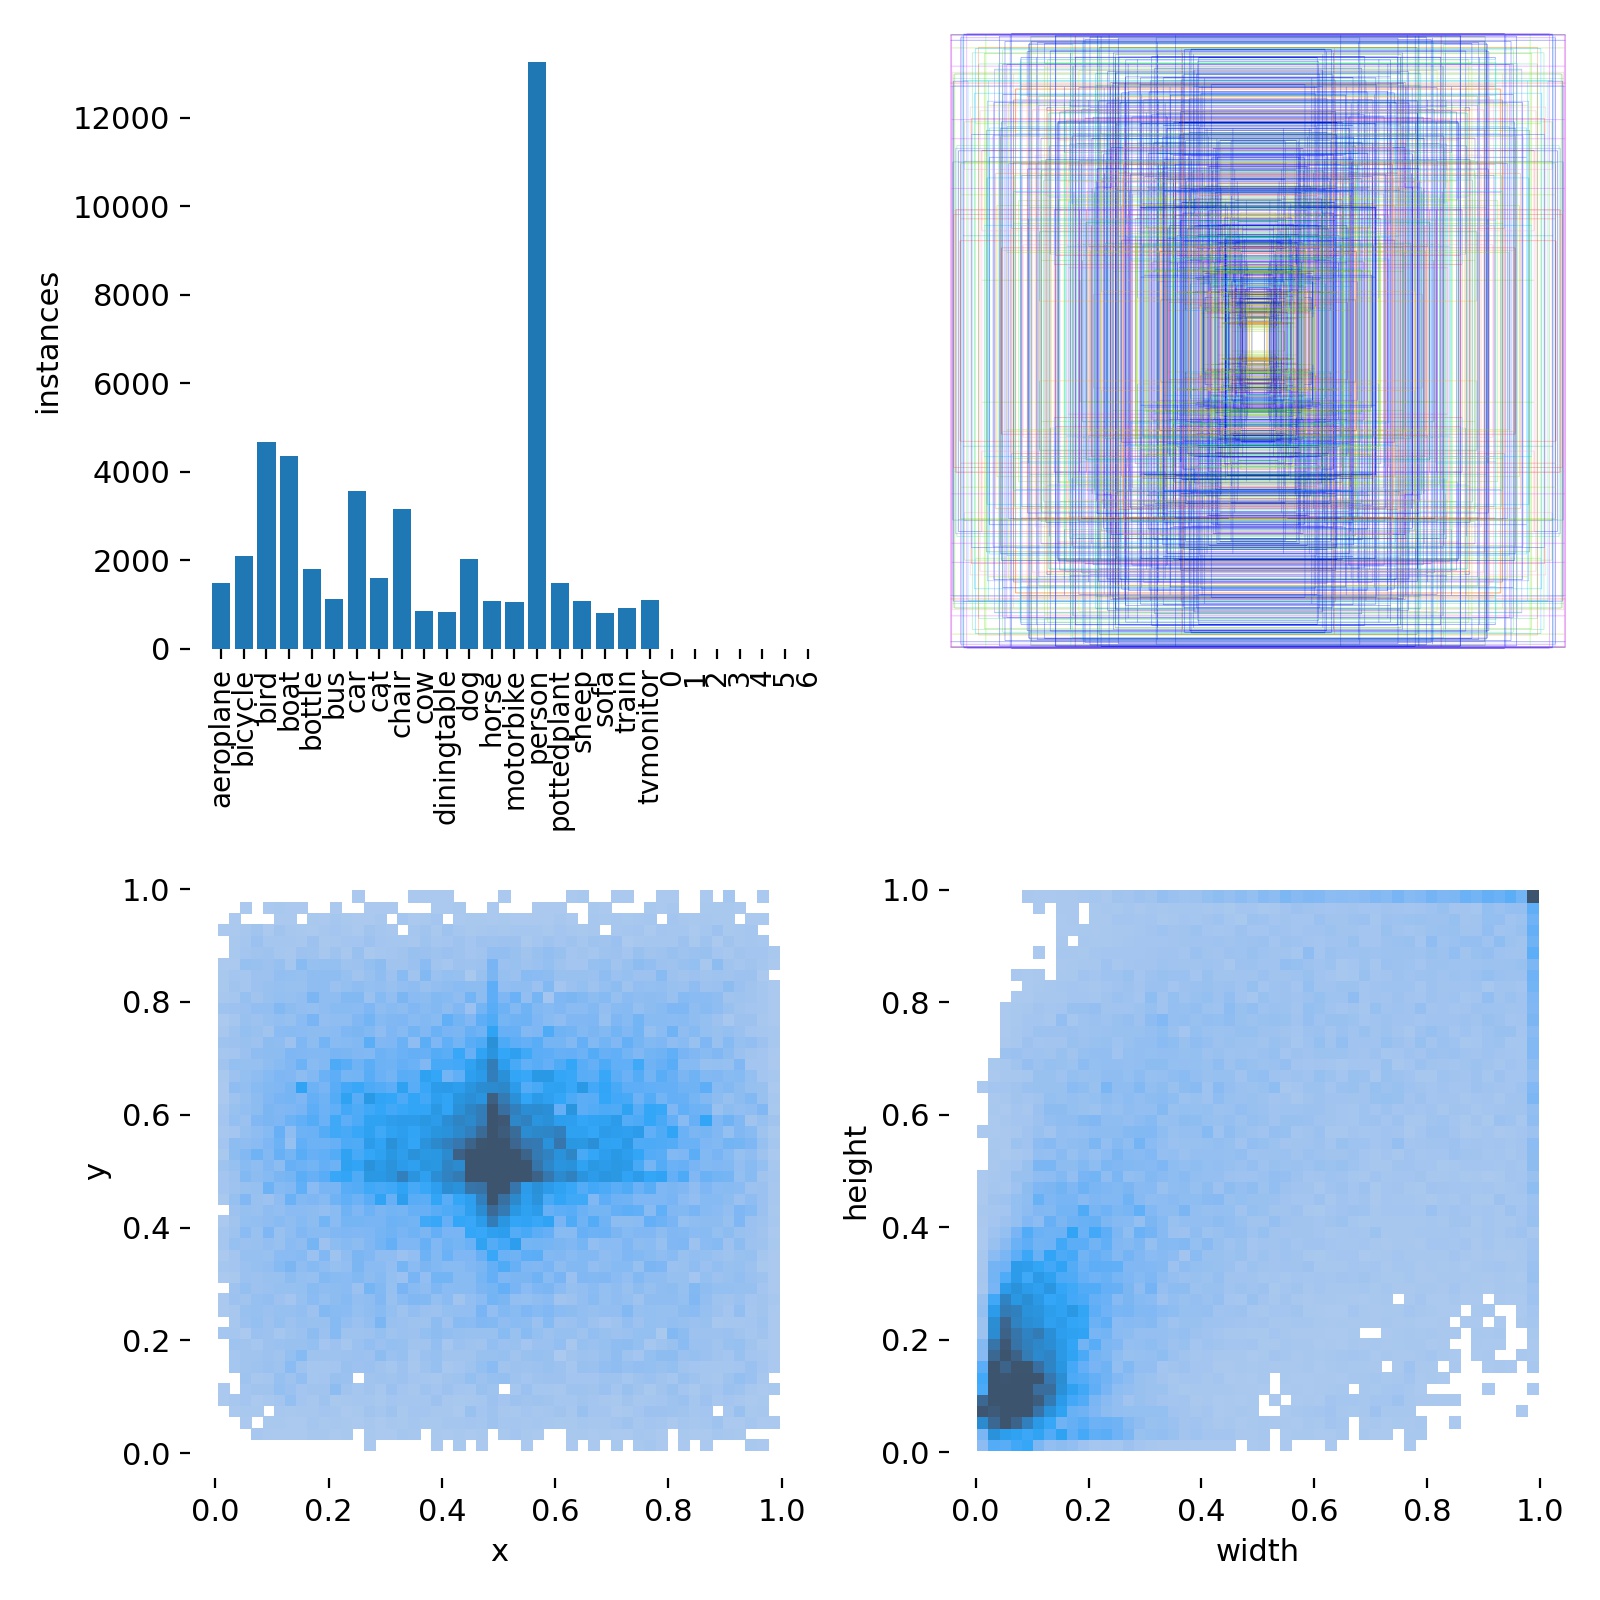 instances
12000
10000
8000
6000
4000
2000
0
aeroplane
bicycle
bird
boat
bottle
bus
car
cat
chair
cow
diningtable
dog
horse
motorbike
person
pottedplant
sheep
sofa
train
tvmonitor
0
1
2
3
4
5
6
y
1.0
0.8
0.6
0.4
0.2
0.0
0.0 0.2 0.4 0.6 0.8 1.0
x
height
1.0
0.8
0.6
0.4
0.2
0.0
0.0 0.2 0.4 0.6 0.8 1.0
width